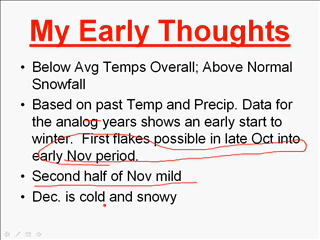 My Early Thoughts
• Below Avg Temps Overall; Above Normal
Snowfall
• Based on past Temp and Precip. Data for
the analog years shows an early start to
winter. First flakes possible in late Oct into
early Nov period.
• Second half of Nov mild
• Dec. is cold and snowy